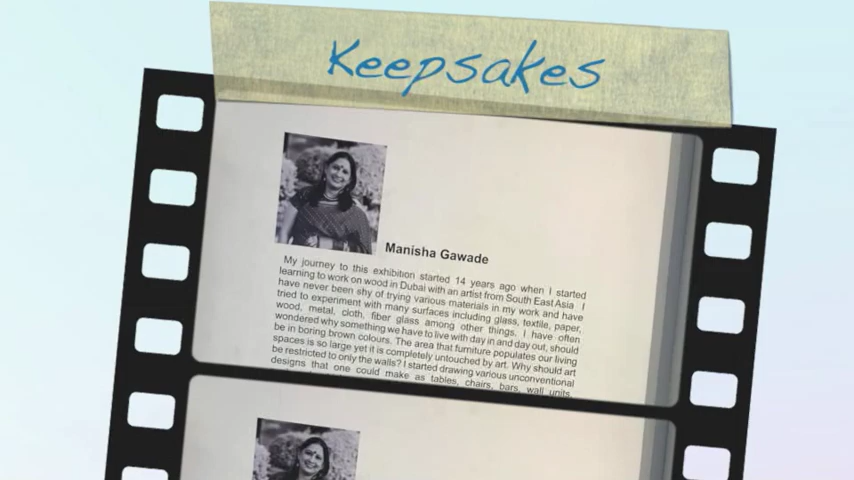 Keepsakes
Manisha Gawade
My journey to this exhibition started 14 years ago when I started
learning to work on wood in Dubai with an artist from South East Asia I
have never been shy of trying various materials in my work and have
tried to experiment with many surfaces including glass, textile, paper,
wood, metal, cloth, fiber glass among other things. I have often
wondered why something we have to live with day in and day out, should
be in boring brown colours. The area that furniture populates our living
spaces is so large yet it is completely untouched by art. Why should art
be restricted to only the walls? I started drawing various unconventional
designs that one could make as tables, chairs, bars, wall units,